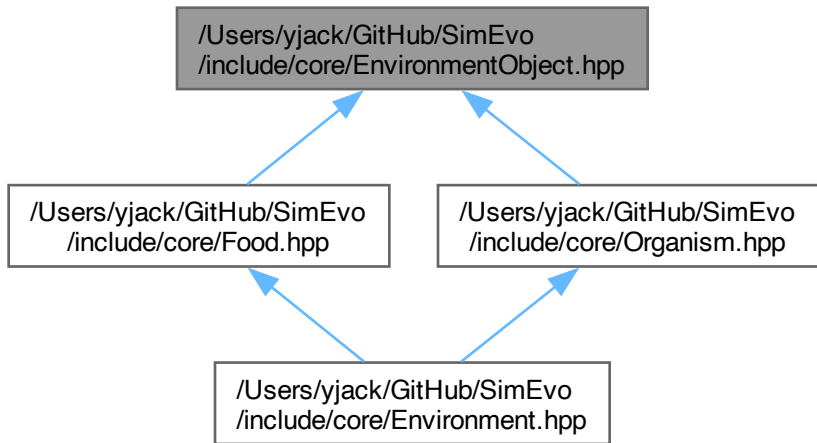 /Users/yjack/GitHub/SimEvo
/include/core/EnvironmentObject.hpp
/Users/yjack/GitHub/SimEvo
/include/core/Food.hpp
/Users/yjack/GitHub/SimEvo
/include/core/Organism.hpp
/Users/yjack/GitHub/SimEvo
/include/core/Environment.hpp